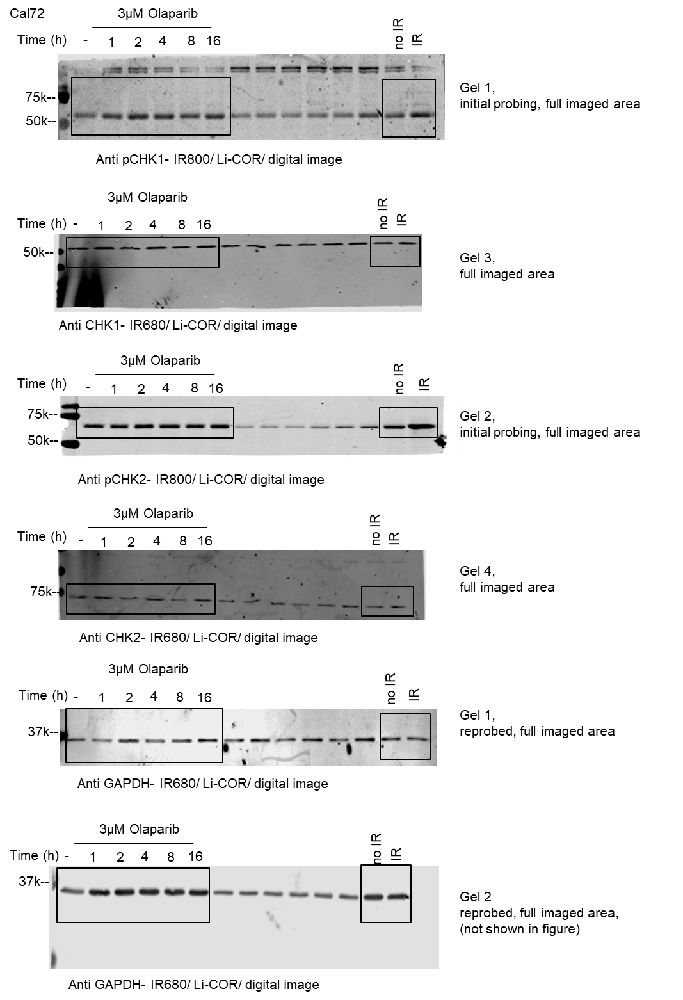 Cal72
3µM Olaparib
Time (h) - 1 2 4 8 16 no IR IR
75k--
50k--
Gel 1,
initial probing, full imaged area
Anti pCHK1- IR800/ Li-COR/ digital image
3µM Olaparib
Time (h) - 1 2 4 8 16 no IR IR
50k--
Gel 3,
full imaged area
Anti CHK1- IR680/ Li-COR/ digital image
3µM Olaparib
Time (h) - 1 2 4 8 16 no IR IR
75k--
50k--
Gel 2,
initial probing, full imaged area
Anti pCHK2- IR800/ Li-COR/ digital image
3µM Olaparib
Time (h) - 1 2 4 8 16 no IR IR
75k--
Gel 4,
full imaged area
Anti CHK2- IR680/ Li-COR/ digital image
3µM Olaparib
Time (h) - 1 2 4 8 16 no IR IR
37k--
Gel 1,
reprobed, full imaged area
Anti GAPDH- IR680/ Li-COR/ digital image
3µM Olaparib
Time (h) - 1 2 4 8 16 no IR IR
37k--
Gel 2
reprobed, full imaged area,
(not shown in figure)
Anti GAPDH- IR680/ Li-COR/ digital image